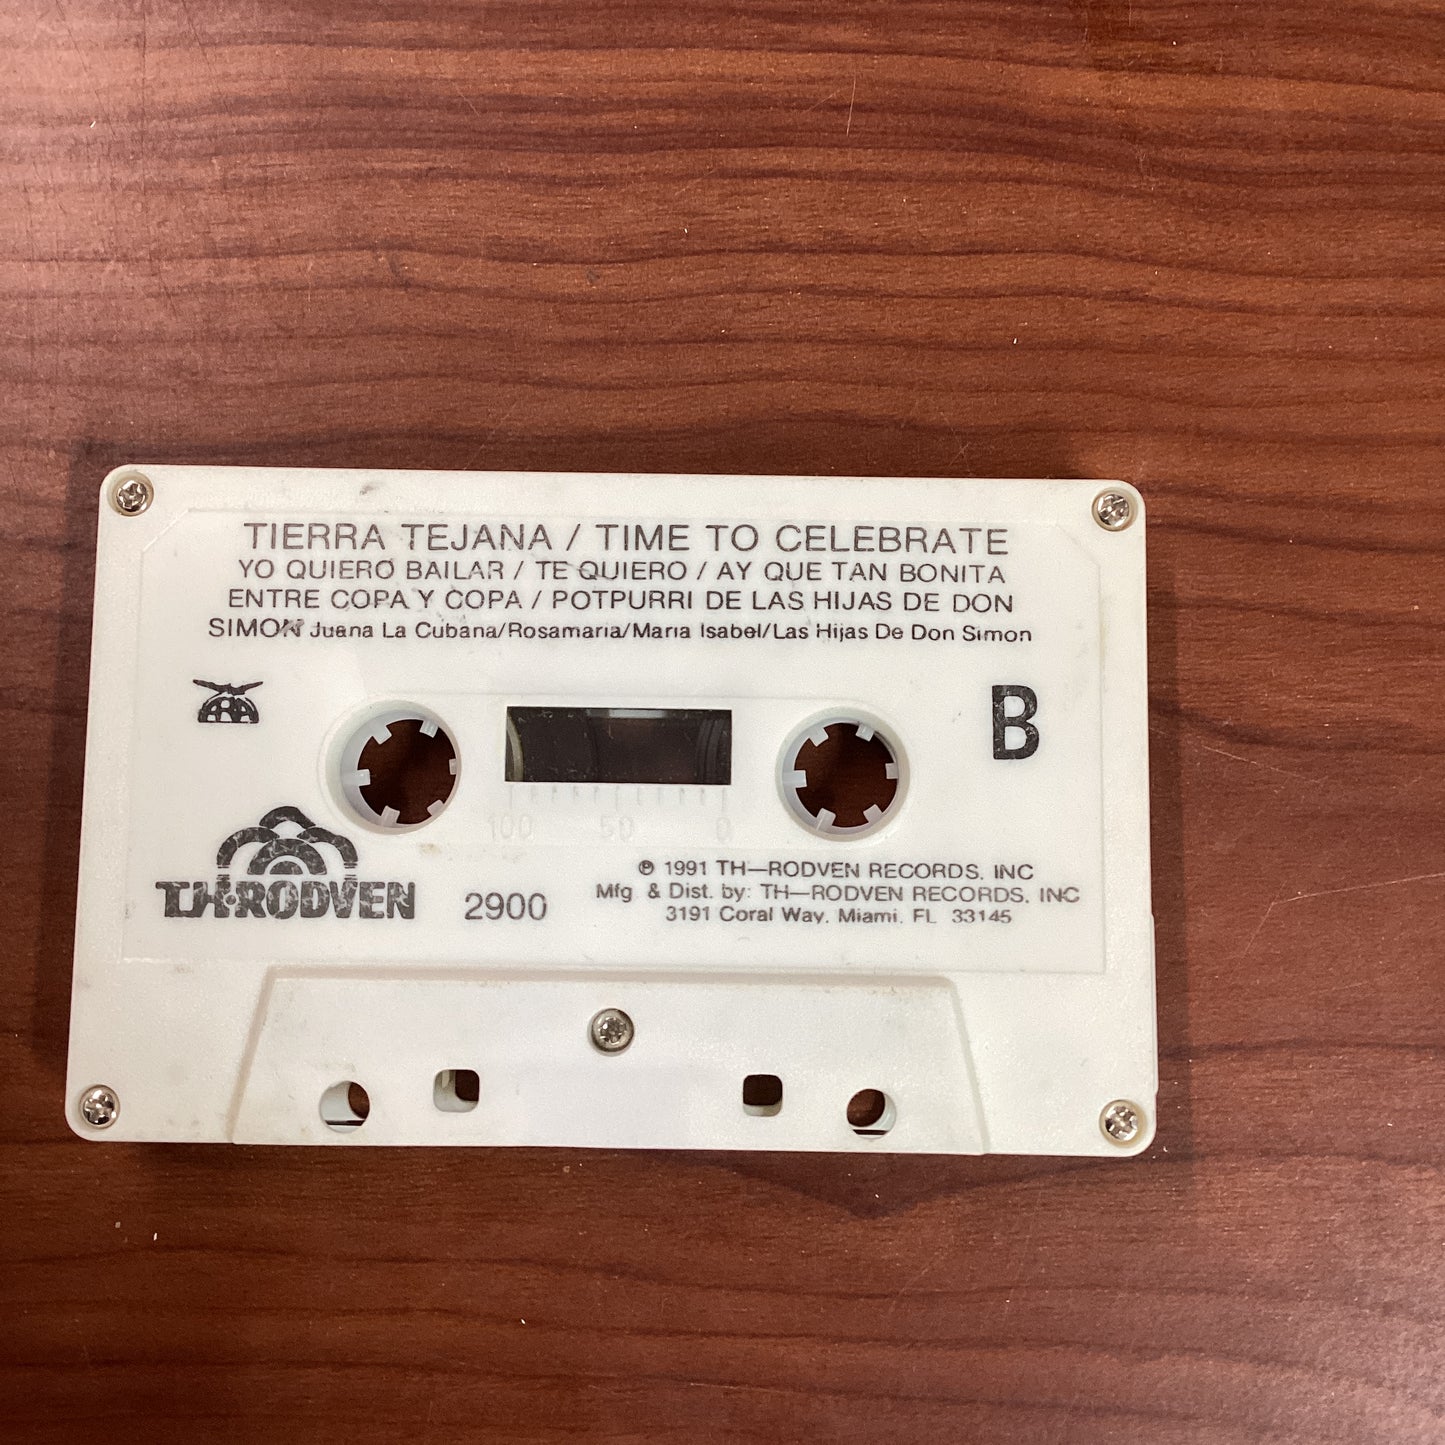 TIERRA TEJANA / TIME TO CELEBRATE
YO QUIERO BAILAR / TE QUIERO / AY QUE TAN BONITA
ENTRE COPA Y COPA / POTPURRI DE LAS HIJAS DE DON
SIMON Juana La Cubana/Rosamaria/Maria Isabel/Las Hijas De Don Simon
ARA
B
100 50 0
TH·RODVEN
2900
℗ 1991 TH—RODVEN RECORDS, INC
Mfg & Dist. by: TH—RODVEN RECORDS, INC
3191 Coral Way, Miami, FL 33145